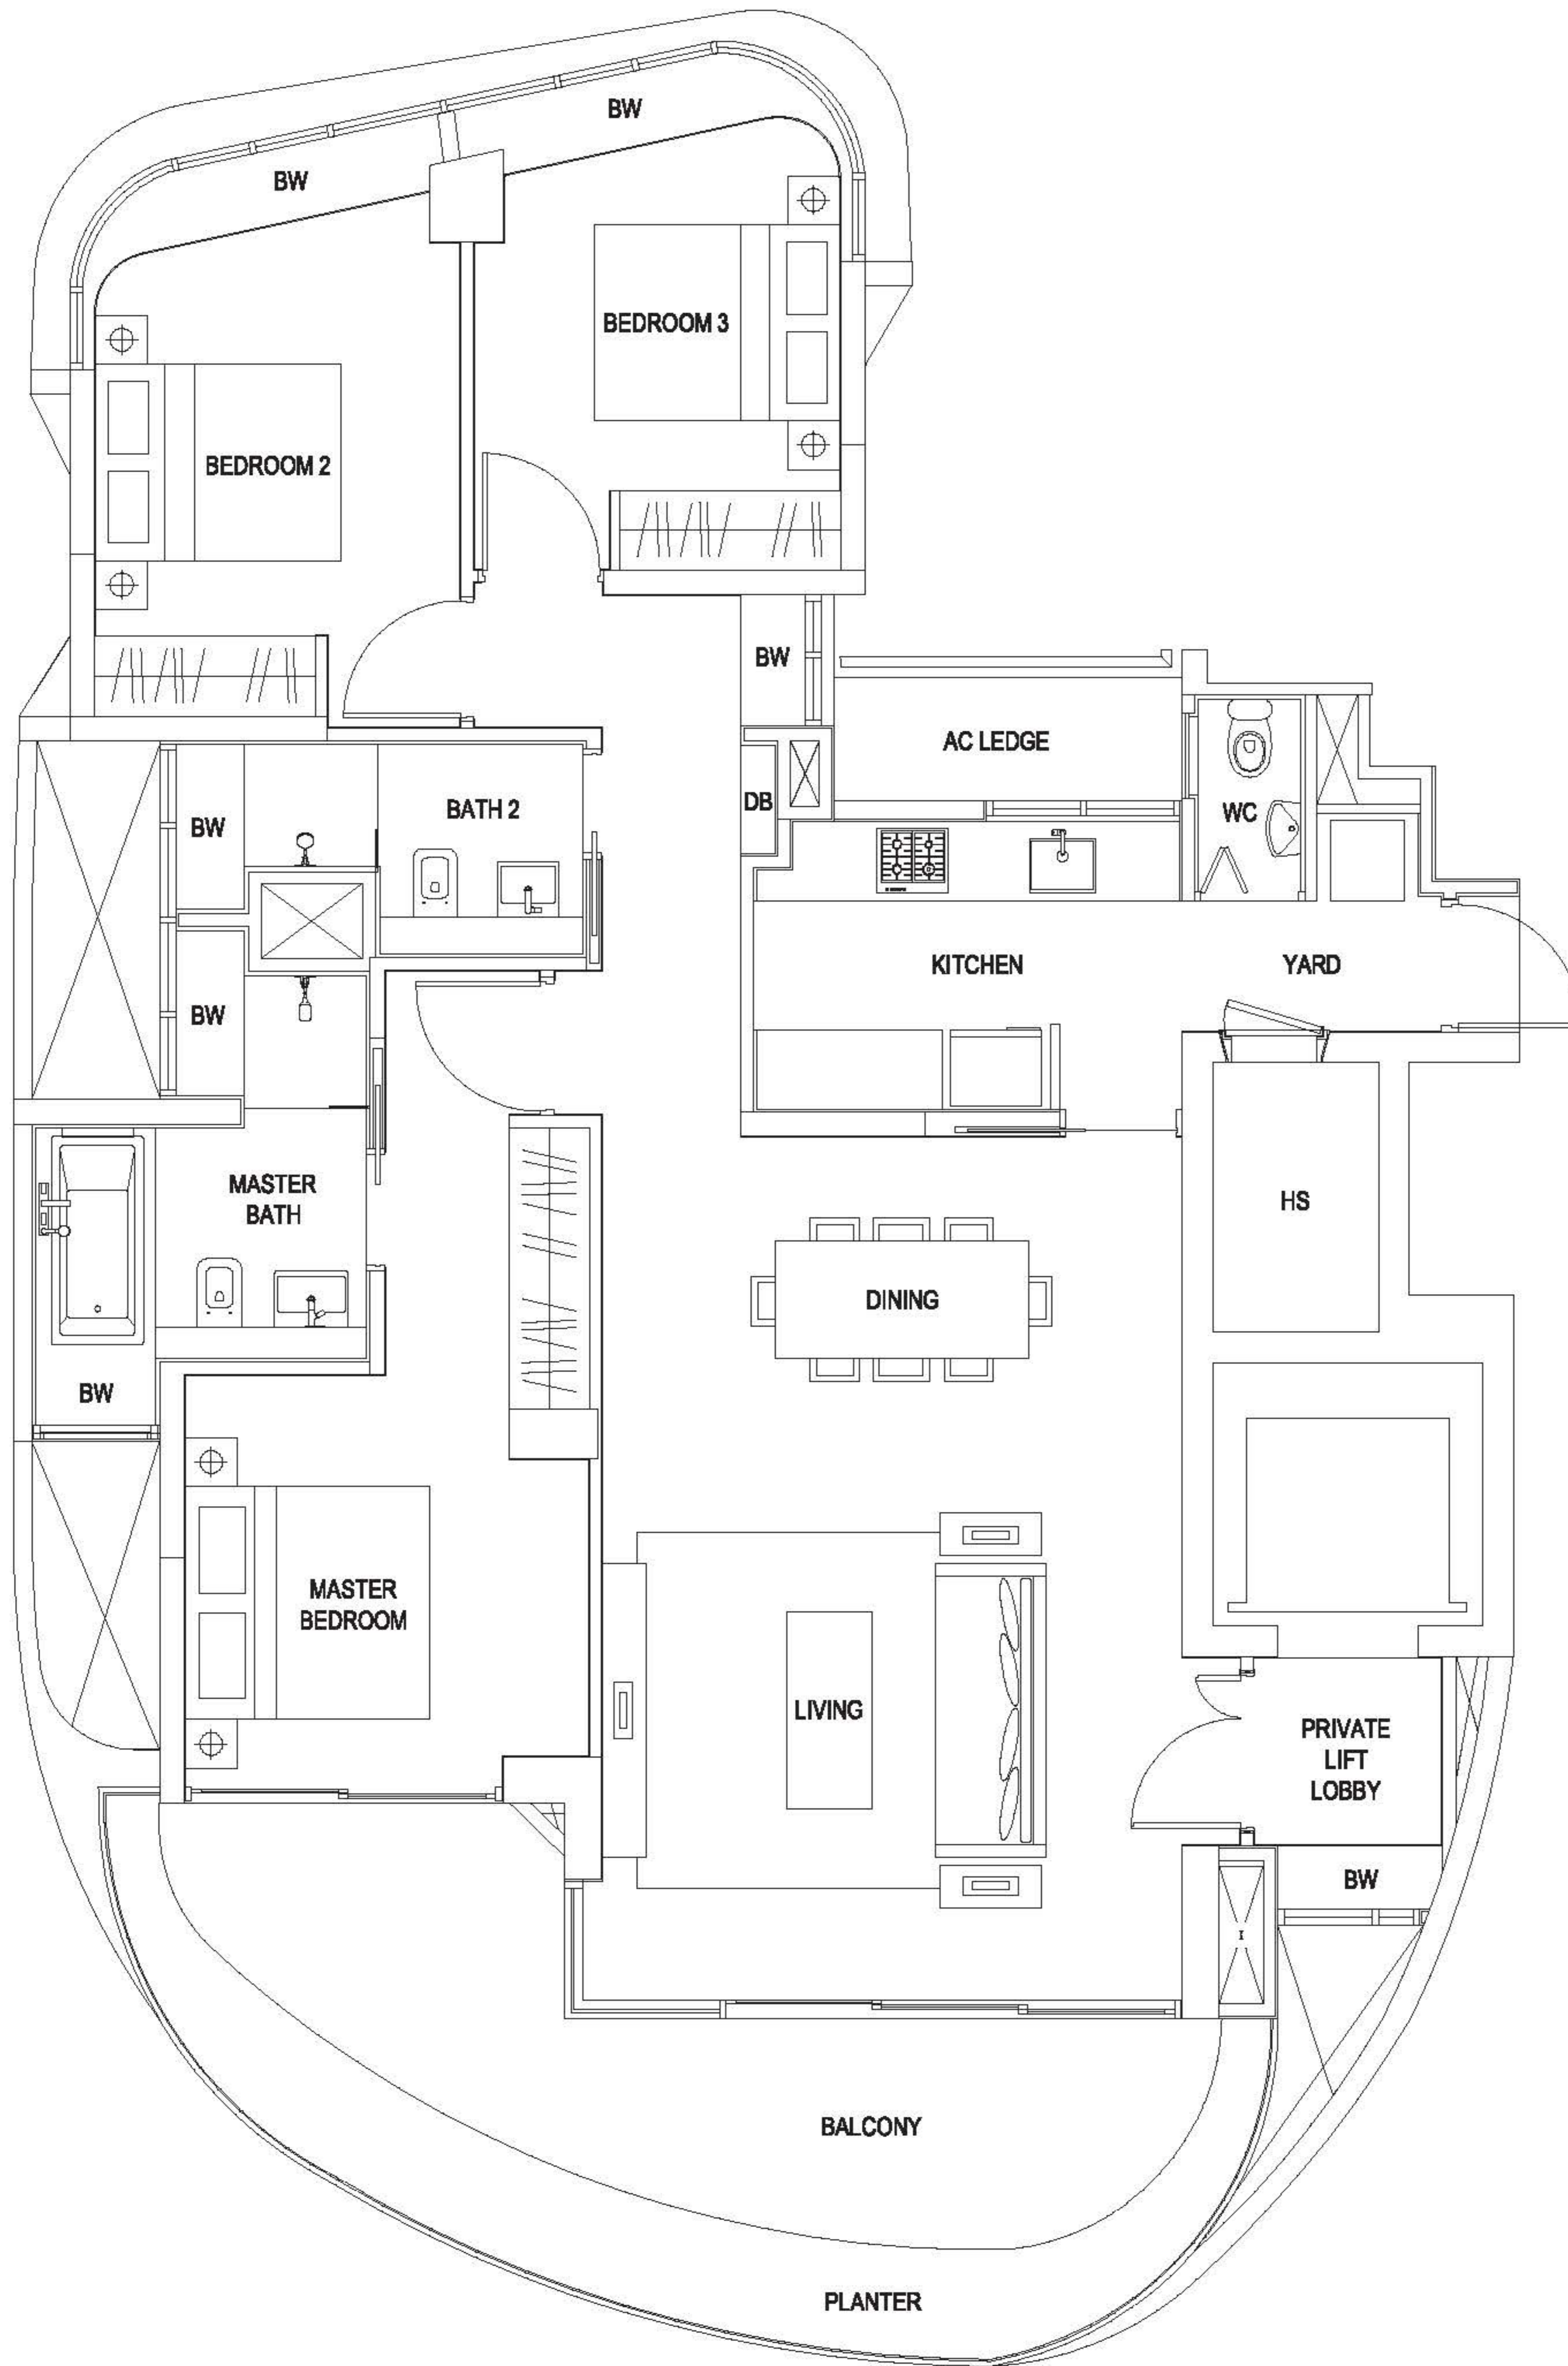 BW
BW
BEDROOM 3
BEDROOM 2
BW
AC LEDGE
DB
BATH 2
WC
BW
KITCHEN
YARD
BW
MASTER
BATH
HS
DINING
BW
MASTER
BEDROOM
LIVING
PRIVATE
LIFT
LOBBY
BW
BALCONY
PLANTER